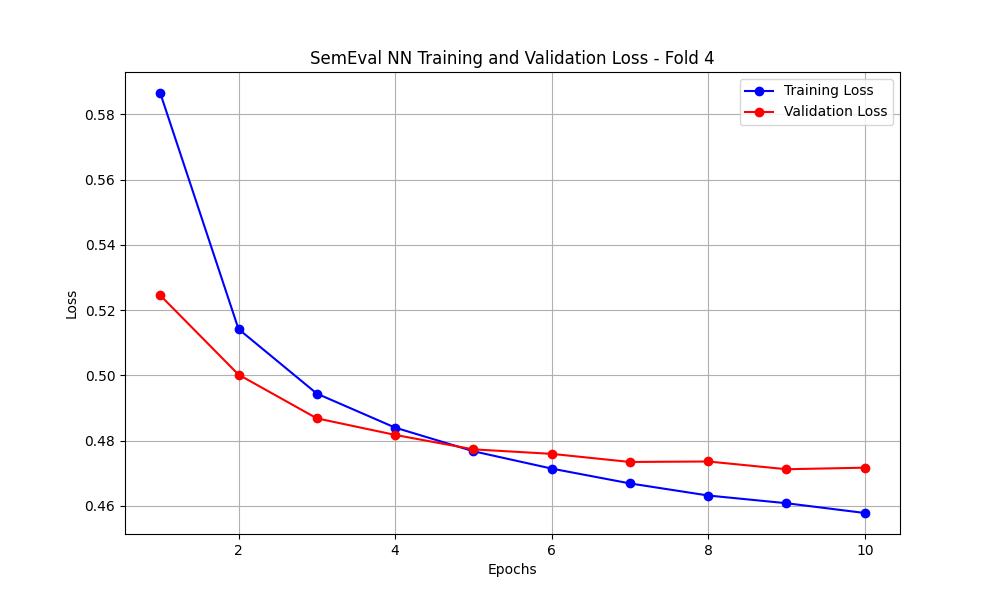 SemEval NN Training and Validation Loss - Fold 4
Training Loss
Validation Loss
Loss
0.58
0.56
0.54
0.52
0.50
0.48
0.46
2
4
6
8
10
Epochs